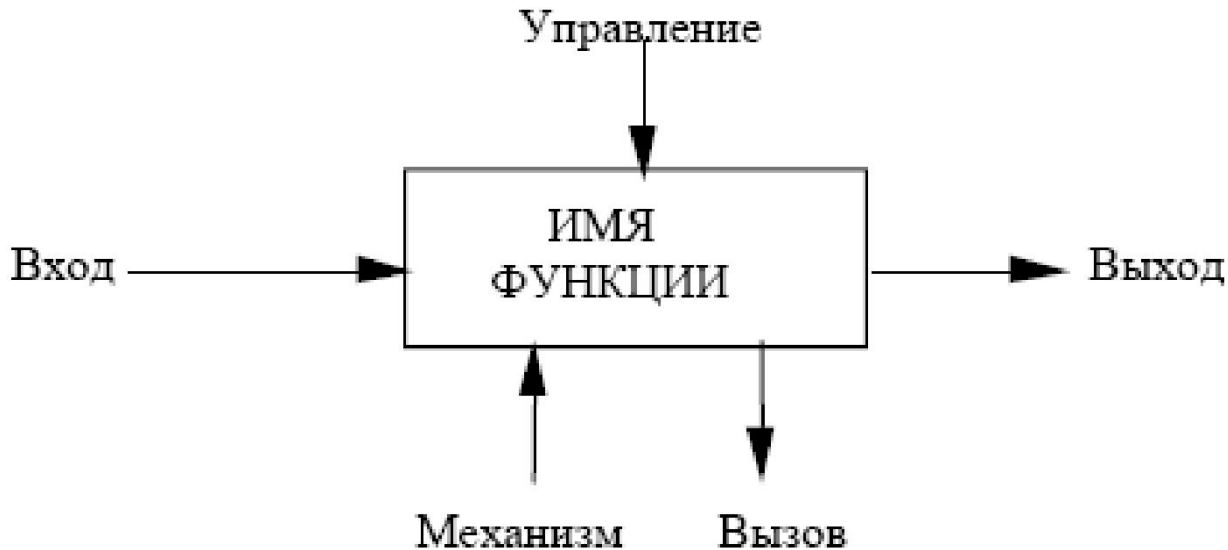 Управление
ИМЯ
ФУНКЦИИ
Вход
Выход
Механизм
Вызов